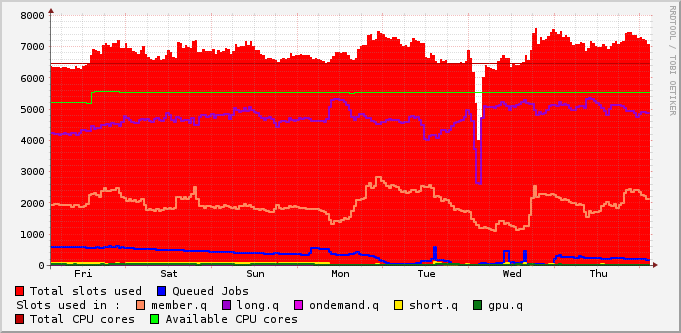 RRDTOOL / TOBI OETIKER
8000
7000
6000
5000
4000
3000
2000
1000
0
Fri Sat Sun Mon Tue Wed Thu
Total slots used Queued Jobs
Slots used in : member.q long.q ondemand.q short.q gpu.q
Total CPU cores Available CPU cores